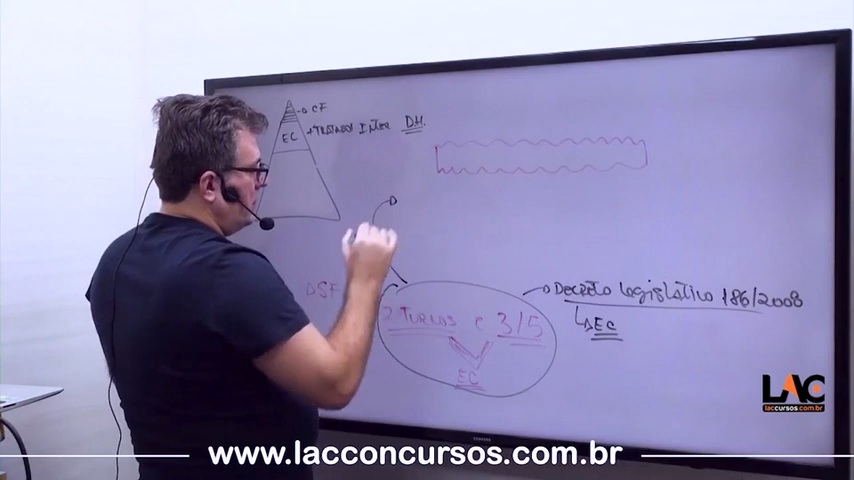 CF
EC
TRATADOS INTER DH.
DSF
2 TURNOS e 3/5
EC
DECRETO LEGISLATIVO 186/2008
EC
LAC
laccursos.com.br
www.lacconcursos.com.br